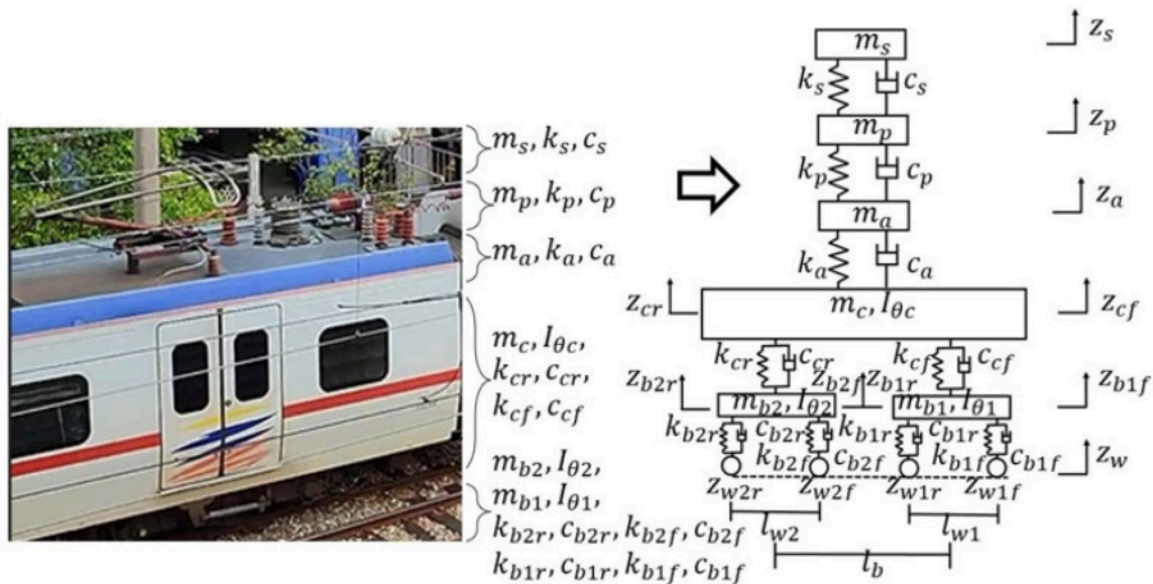 m_s, k_s, c_s
m_p, k_p, c_p
m_a, k_a, c_a
m_c, I_θc,
k_cr, c_cr,
k_cf, c_cf
m_b2, I_θ2,
m_b1, I_θ1,
k_b2r, c_b2r, k_b2f, c_b2f
k_b1r, c_b1r, k_b1f, c_b1f
m_s z_s
k_s c_s
m_p z_p
k_p c_p
m_a z_a
k_a c_a
z_cr m_c, I_θc z_cf
k_cr c_cr k_cf c_cf
z_b2r z_b2f z_b1r z_b1f
m_b2, I_θ2 m_b1, I_θ1
k_b2r c_b2r k_b1r c_b1r
k_b2f c_b2f k_b1f c_b1f z_w
z_w2r z_w2f z_w1r z_w1f
l_w2 l_w1
l_b